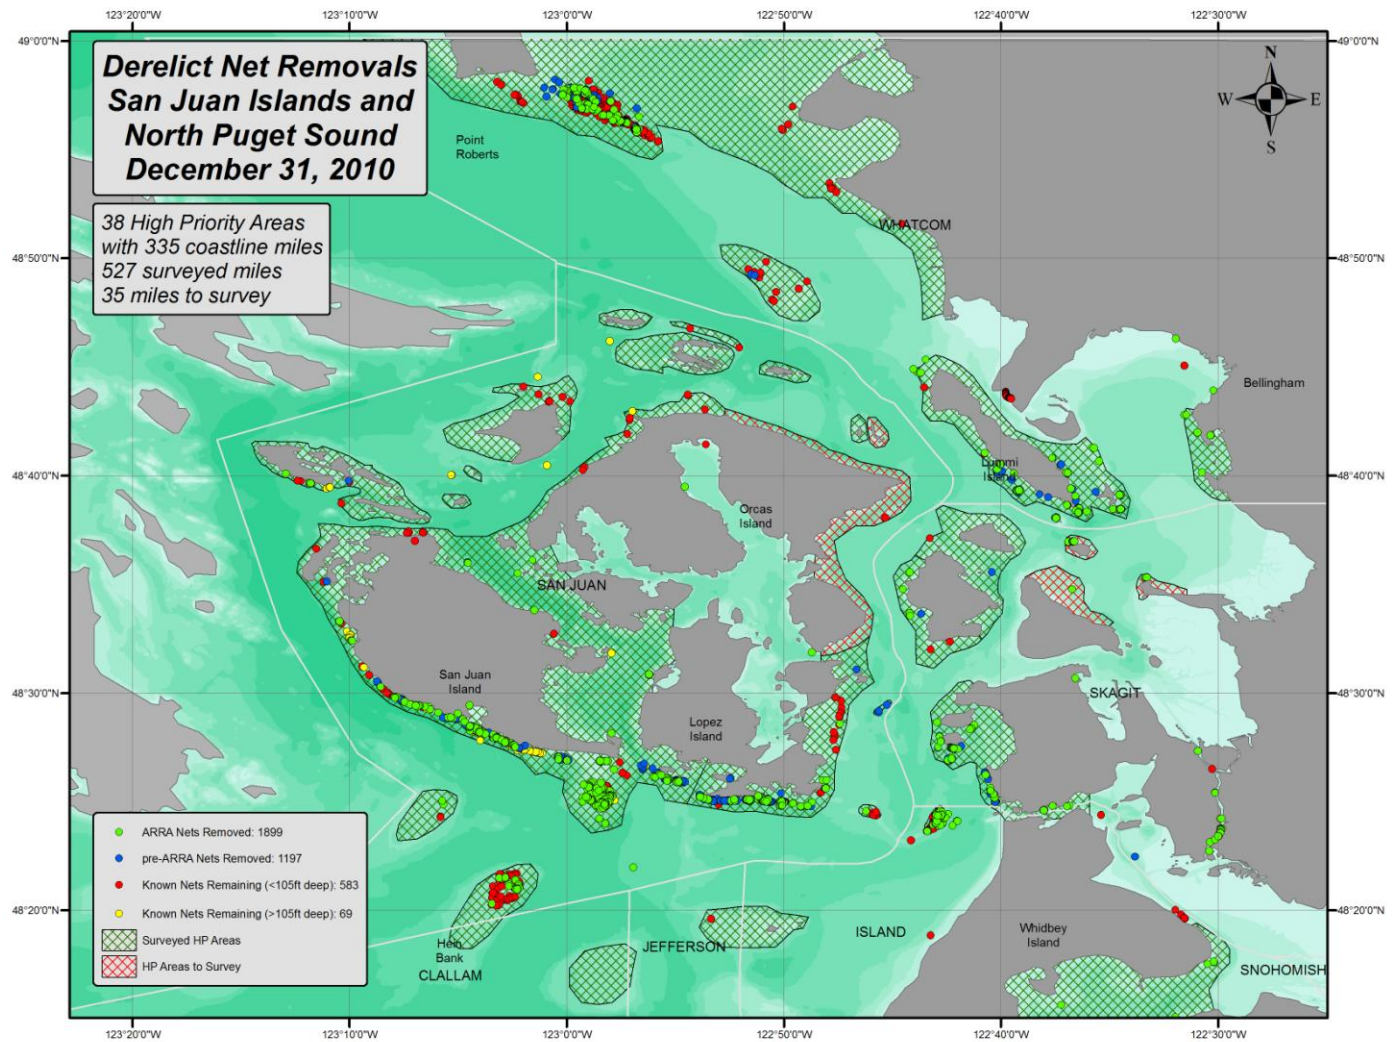 123°20'0"W 123°10'0"W 123°0'0"W 122°50'0"W 122°40'0"W 122°30'0"W
49°0'0"N
49°0'0"N
Derelict Net Removals
San Juan Islands and
North Puget Sound
December 31, 2010
38 High Priority Areas
with 335 coastline miles
527 surveyed miles
35 miles to survey
N
W E
S
Point
Roberts
WHATCOM
48°50'0"N
48°50'0"N
Bellingham
Lummi
Island
48°40'0"N
48°40'0"N
Orcas
Island
SAN JUAN
San Juan
Island
48°30'0"N
48°30'0"N
SKAGIT
Lopez
Island
ARRA Nets Removed: 1899
pre-ARRA Nets Removed: 1197
Known Nets Remaining (<105ft deep): 583
Known Nets Remaining (>105ft deep): 69
Surveyed HP Areas
HP Areas to Survey
48°20'0"N
48°20'0"N
Hein
Bank
CLALLAM
JEFFERSON
ISLAND
Whidbey
Island
SNOHOMISH
123°20'0"W 123°10'0"W 123°0'0"W 122°50'0"W 122°40'0"W 122°30'0"W